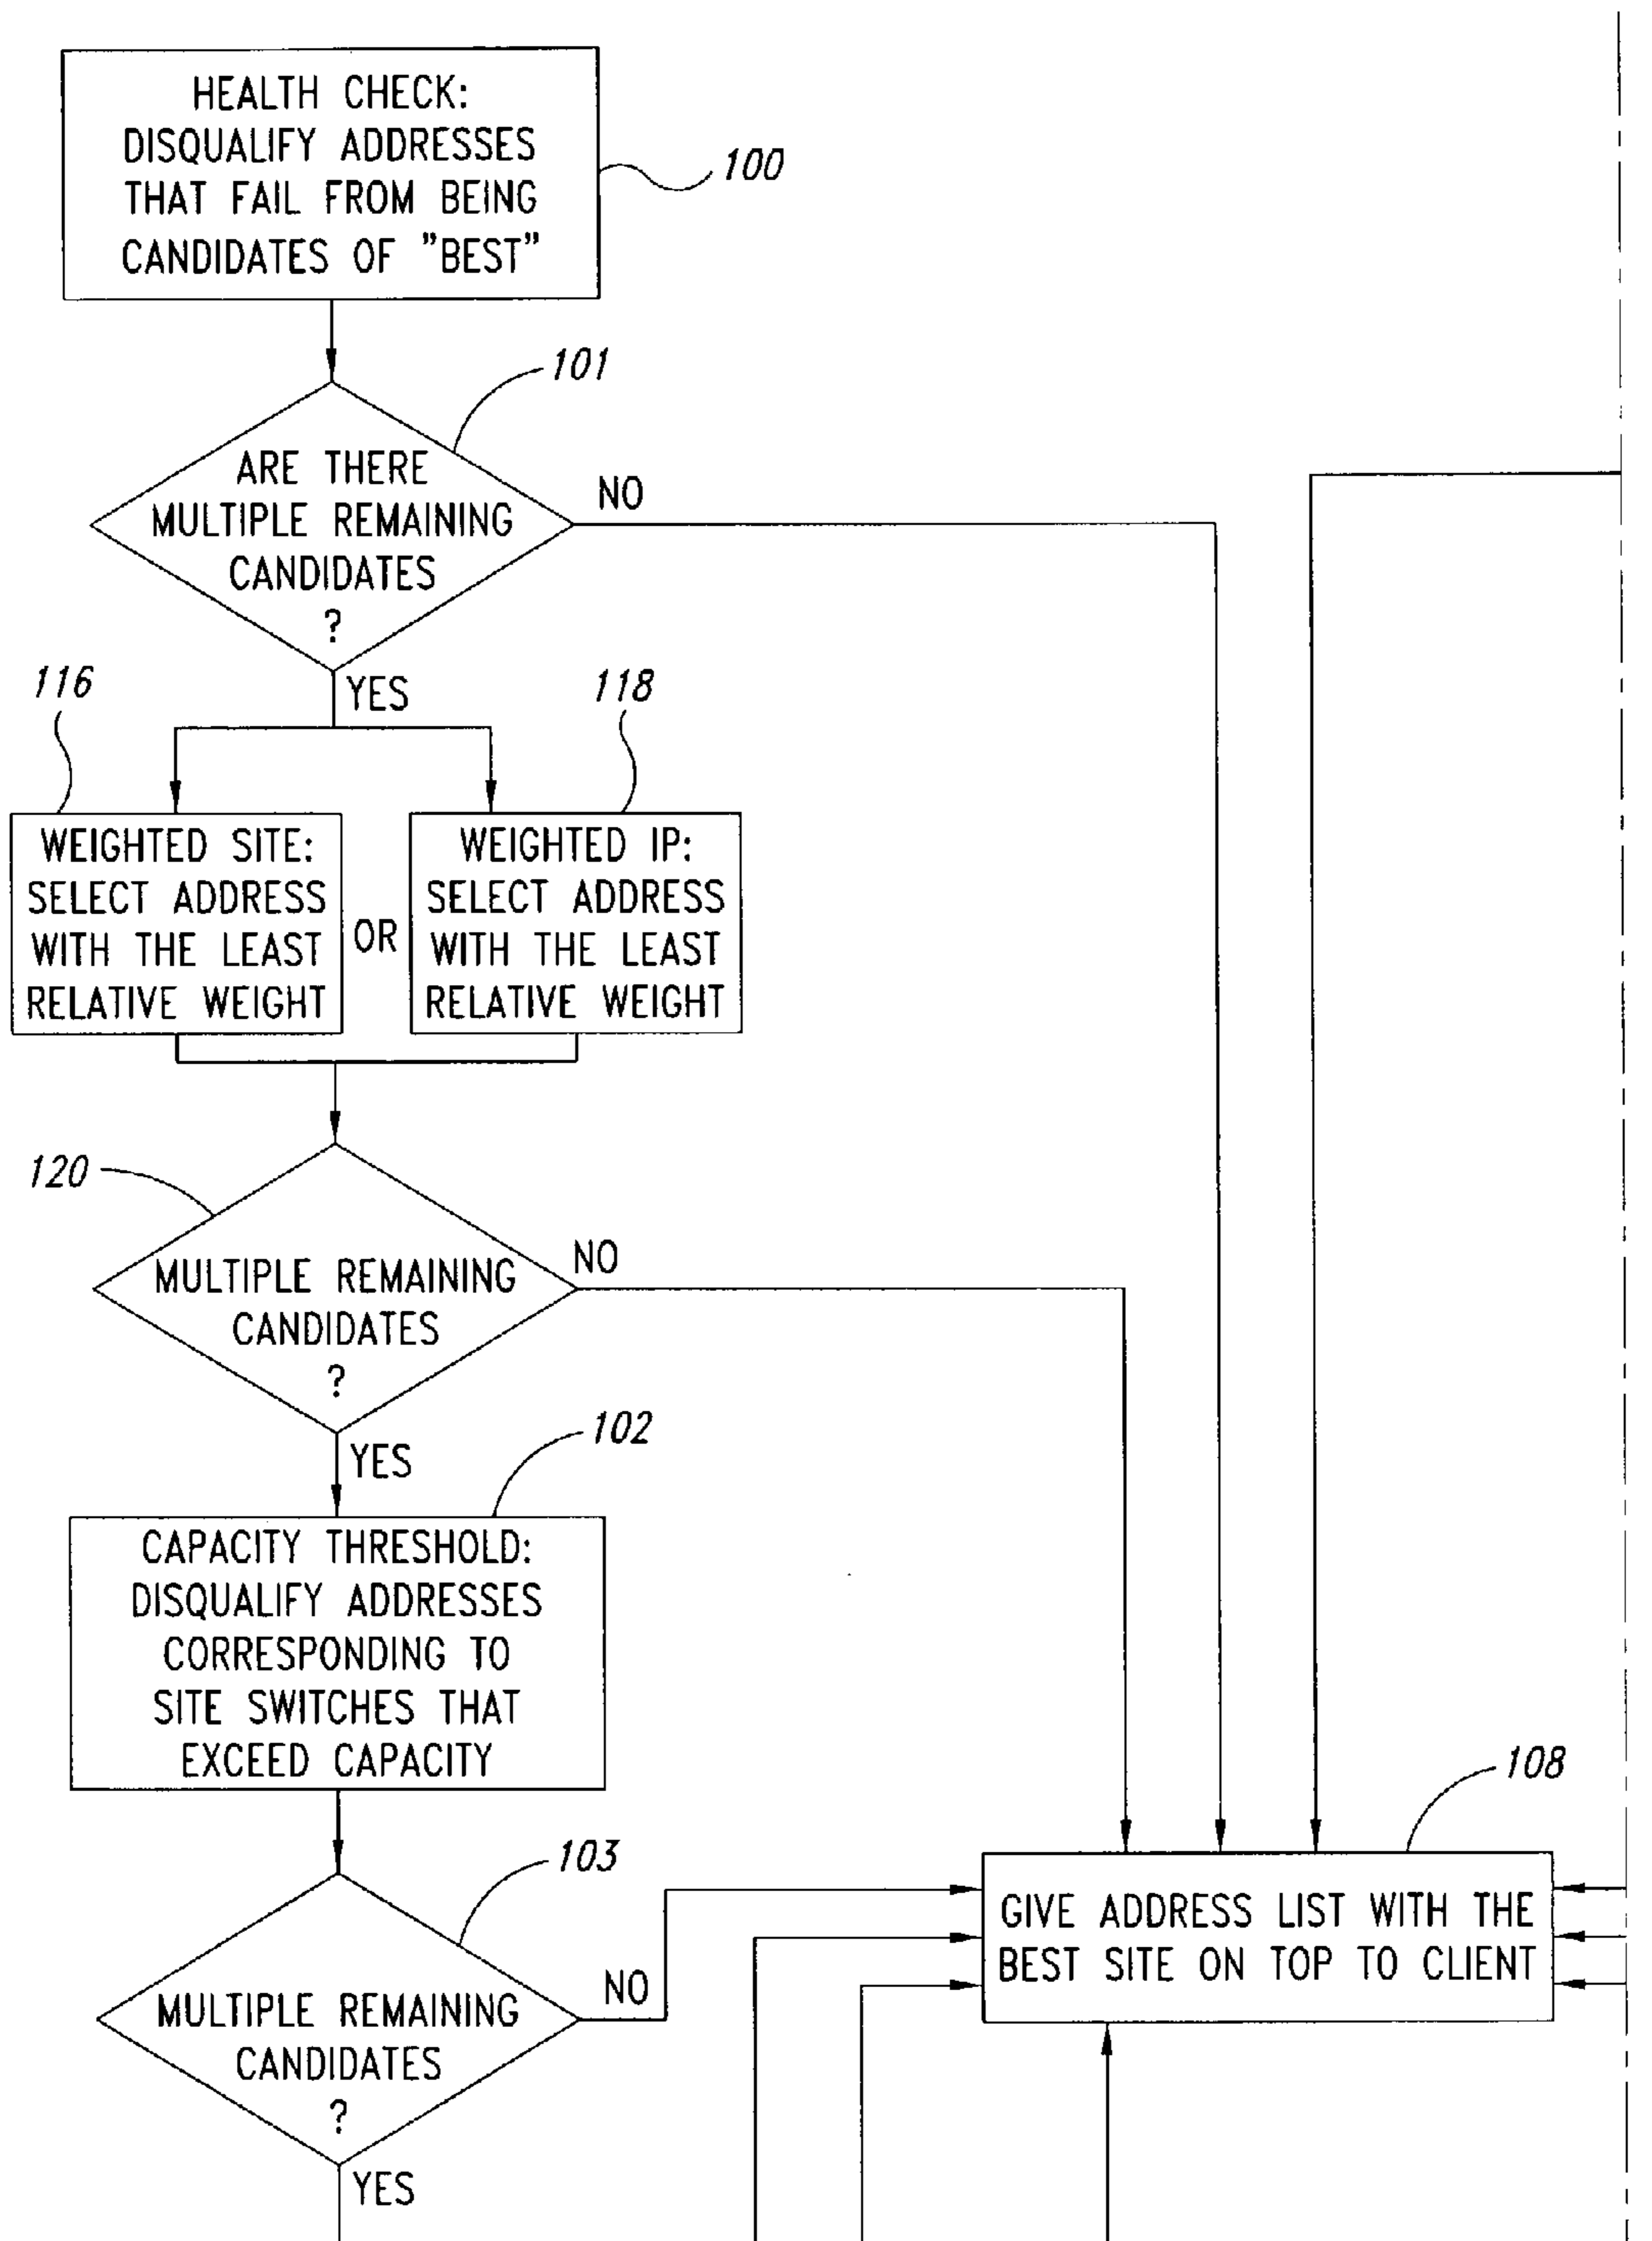 HEALTH CHECK:
DISQUALIFY ADDRESSES
THAT FAIL FROM BEING
CANDIDATES OF "BEST"
100
101
ARE THERE
MULTIPLE REMAINING
CANDIDATES
?
NO
YES
116
118
WEIGHTED SITE:
SELECT ADDRESS
WITH THE LEAST
RELATIVE WEIGHT
OR
WEIGHTED IP:
SELECT ADDRESS
WITH THE LEAST
RELATIVE WEIGHT
120
MULTIPLE REMAINING
CANDIDATES
?
NO
YES
102
CAPACITY THRESHOLD:
DISQUALIFY ADDRESSES
CORRESPONDING TO
SITE SWITCHES THAT
EXCEED CAPACITY
103
MULTIPLE REMAINING
CANDIDATES
?
NO
YES
108
GIVE ADDRESS LIST WITH THE
BEST SITE ON TOP TO CLIENT